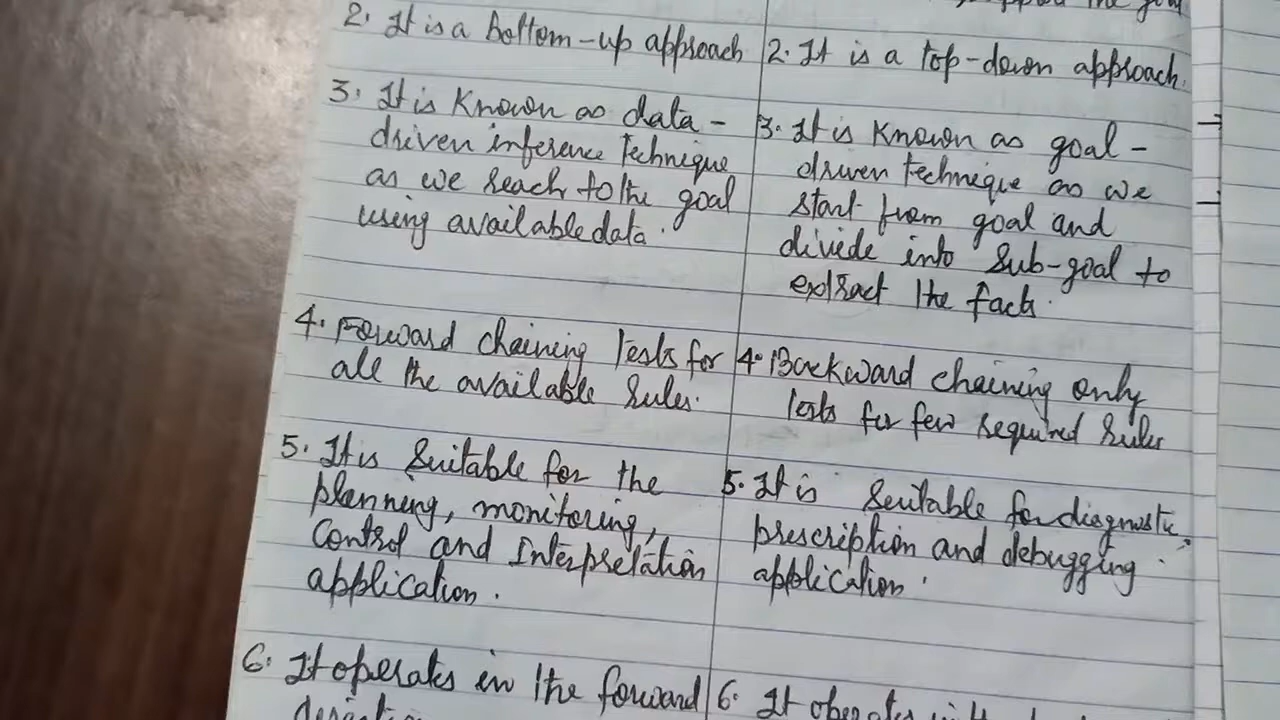 the goal
2. It is a bottom-up approach
3. It is Known as data -
driven inference technique
as we reach to the goal
using available data.
4. Forward chaining tests for
all the available rules.
5. It is suitable for the
planning, monitoring,
Control and Interpretation
application.
6. It operates in the forward
2. It is a top-down approach.
3. It is Known as goal -
driven technique as we
start from goal and
divide into sub-goal to
extract the fact.
4. Backward chaining only
tests for few required rules
5. It is suitable for diagnostic,
prescription and debugging
application.
6. It operates